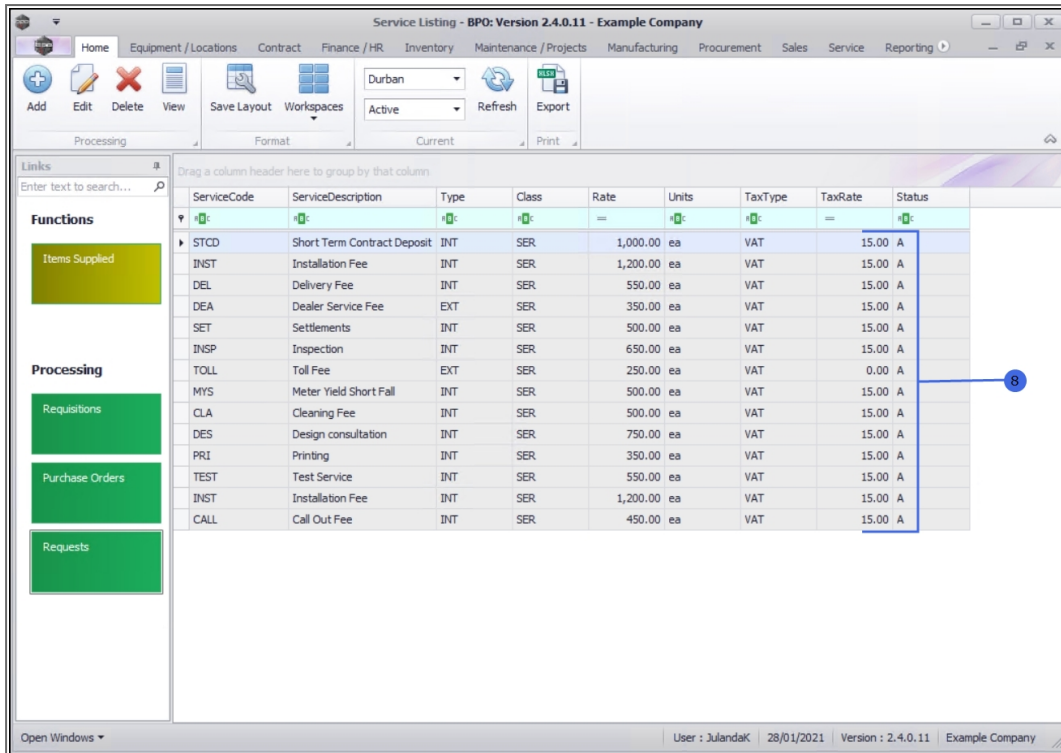 Service Listing - BPO: Version 2.4.0.11 - Example Company
Home Equipment / Locations Contract Finance / HR Inventory Maintenance / Projects Manufacturing Procurement Sales Service Reporting
Durban
Active
Add Edit Delete View Save Layout Workspaces Refresh Export
Processing Format Current Print
Links
Enter text to search...
Functions
Items Supplied
Processing
Requisitions
Purchase Orders
Requests
Drag a column header here to group by that column
ServiceCode ServiceDescription Type Class Rate Units TaxType TaxRate Status
STCD Short Term Contract Deposit INT SER 1,000.00 ea VAT 15.00 A
INST Installation Fee INT SER 1,200.00 ea VAT 15.00 A
DEL Delivery Fee INT SER 550.00 ea VAT 15.00 A
DEA Dealer Service Fee EXT SER 350.00 ea VAT 15.00 A
SET Settlements INT SER 500.00 ea VAT 15.00 A
INSP Inspection INT SER 650.00 ea VAT 15.00 A
TOLL Toll Fee EXT SER 250.00 ea VAT 0.00 A
MYS Meter Yield Short Fall INT SER 500.00 ea VAT 15.00 A
CLA Cleaning Fee INT SER 500.00 ea VAT 15.00 A
DES Design consultation INT SER 750.00 ea VAT 15.00 A
PRI Printing INT SER 350.00 ea VAT 15.00 A
TEST Test Service INT SER 550.00 ea VAT 15.00 A
INST Installation Fee INT SER 1,200.00 ea VAT 15.00 A
CALL Call Out Fee INT SER 450.00 ea VAT 15.00 A
8
Open Windows User : JulandaK 28/01/2021 Version : 2.4.0.11 Example Company